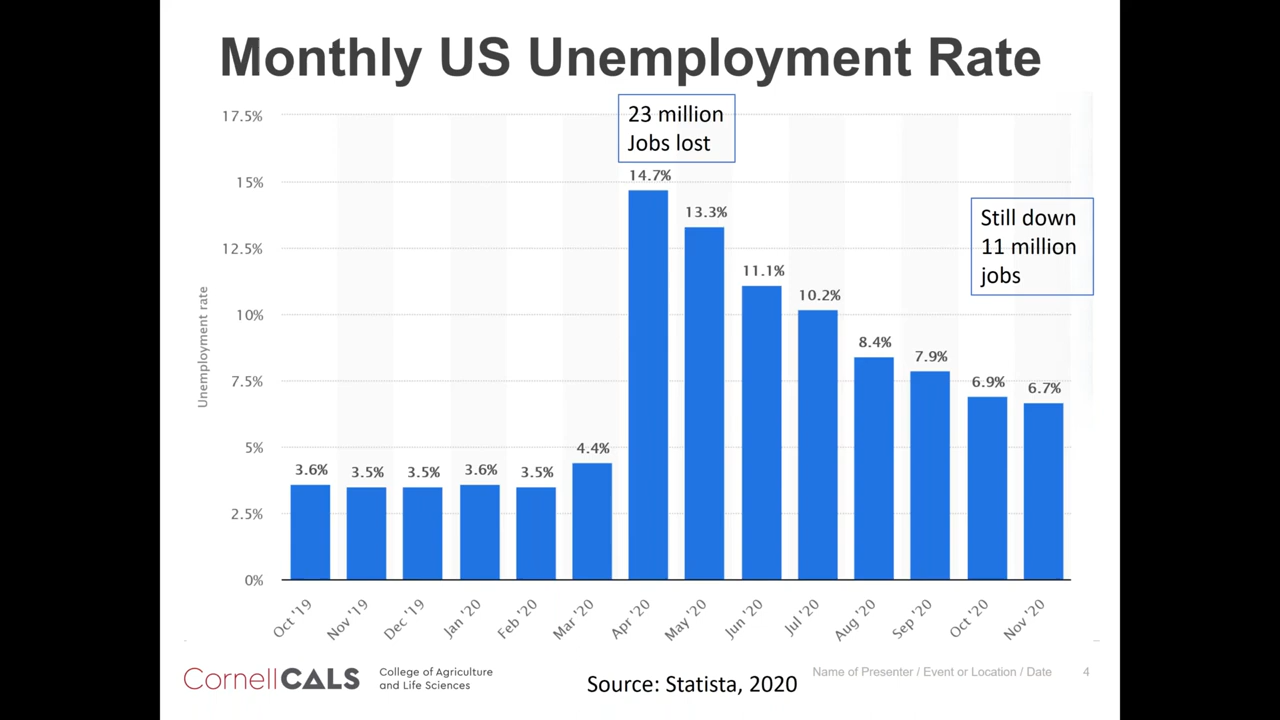 Monthly US Unemployment Rate
23 million
Jobs lost
Still down
11 million
jobs
Unemployment rate
17.5%
15%
12.5%
10%
7.5%
5%
2.5%
0%
3.6%
3.5%
3.5%
3.6%
3.5%
4.4%
14.7%
13.3%
11.1%
10.2%
8.4%
7.9%
6.9%
6.7%
Oct '19
Nov '19
Dec '19
Jan '20
Feb '20
Mar '20
Apr '20
May '20
Jun '20
Jul '20
Aug '20
Sep '20
Oct '20
Nov '20
CornellCALS
College of Agriculture
and Life Sciences
Source: Statista, 2020
Name of Presenter / Event or Location / Date
4